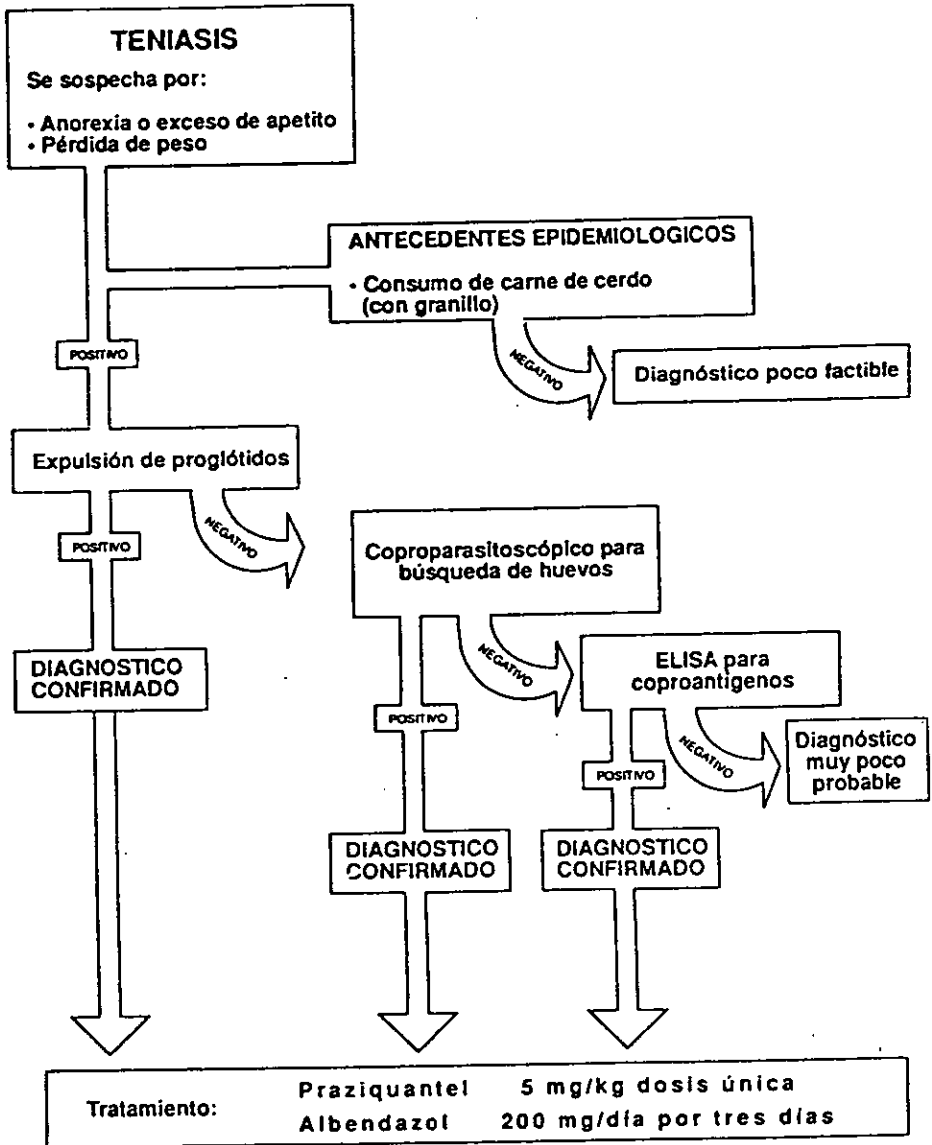 TENIASIS
Se sospecha por:
• Anorexia o exceso de apetito
• Pérdida de peso
ANTECEDENTES EPIDEMIOLOGICOS
• Consumo de carne de cerdo
(con granillo)
NEGATIVO
Diagnóstico poco factible
POSITIVO
Expulsión de proglótidos
NEGATIVO
POSITIVO
Coproparasitoscópico para
búsqueda de huevos
NEGATIVO
ELISA para
coproantígenos
DIAGNOSTICO
CONFIRMADO
POSITIVO
NEGATIVO
Diagnóstico
muy poco
probable
POSITIVO
DIAGNOSTICO
CONFIRMADO
DIAGNOSTICO
CONFIRMADO
Tratamiento:
Praziquantel 5 mg/kg dosis única
Albendazol 200 mg/día por tres días